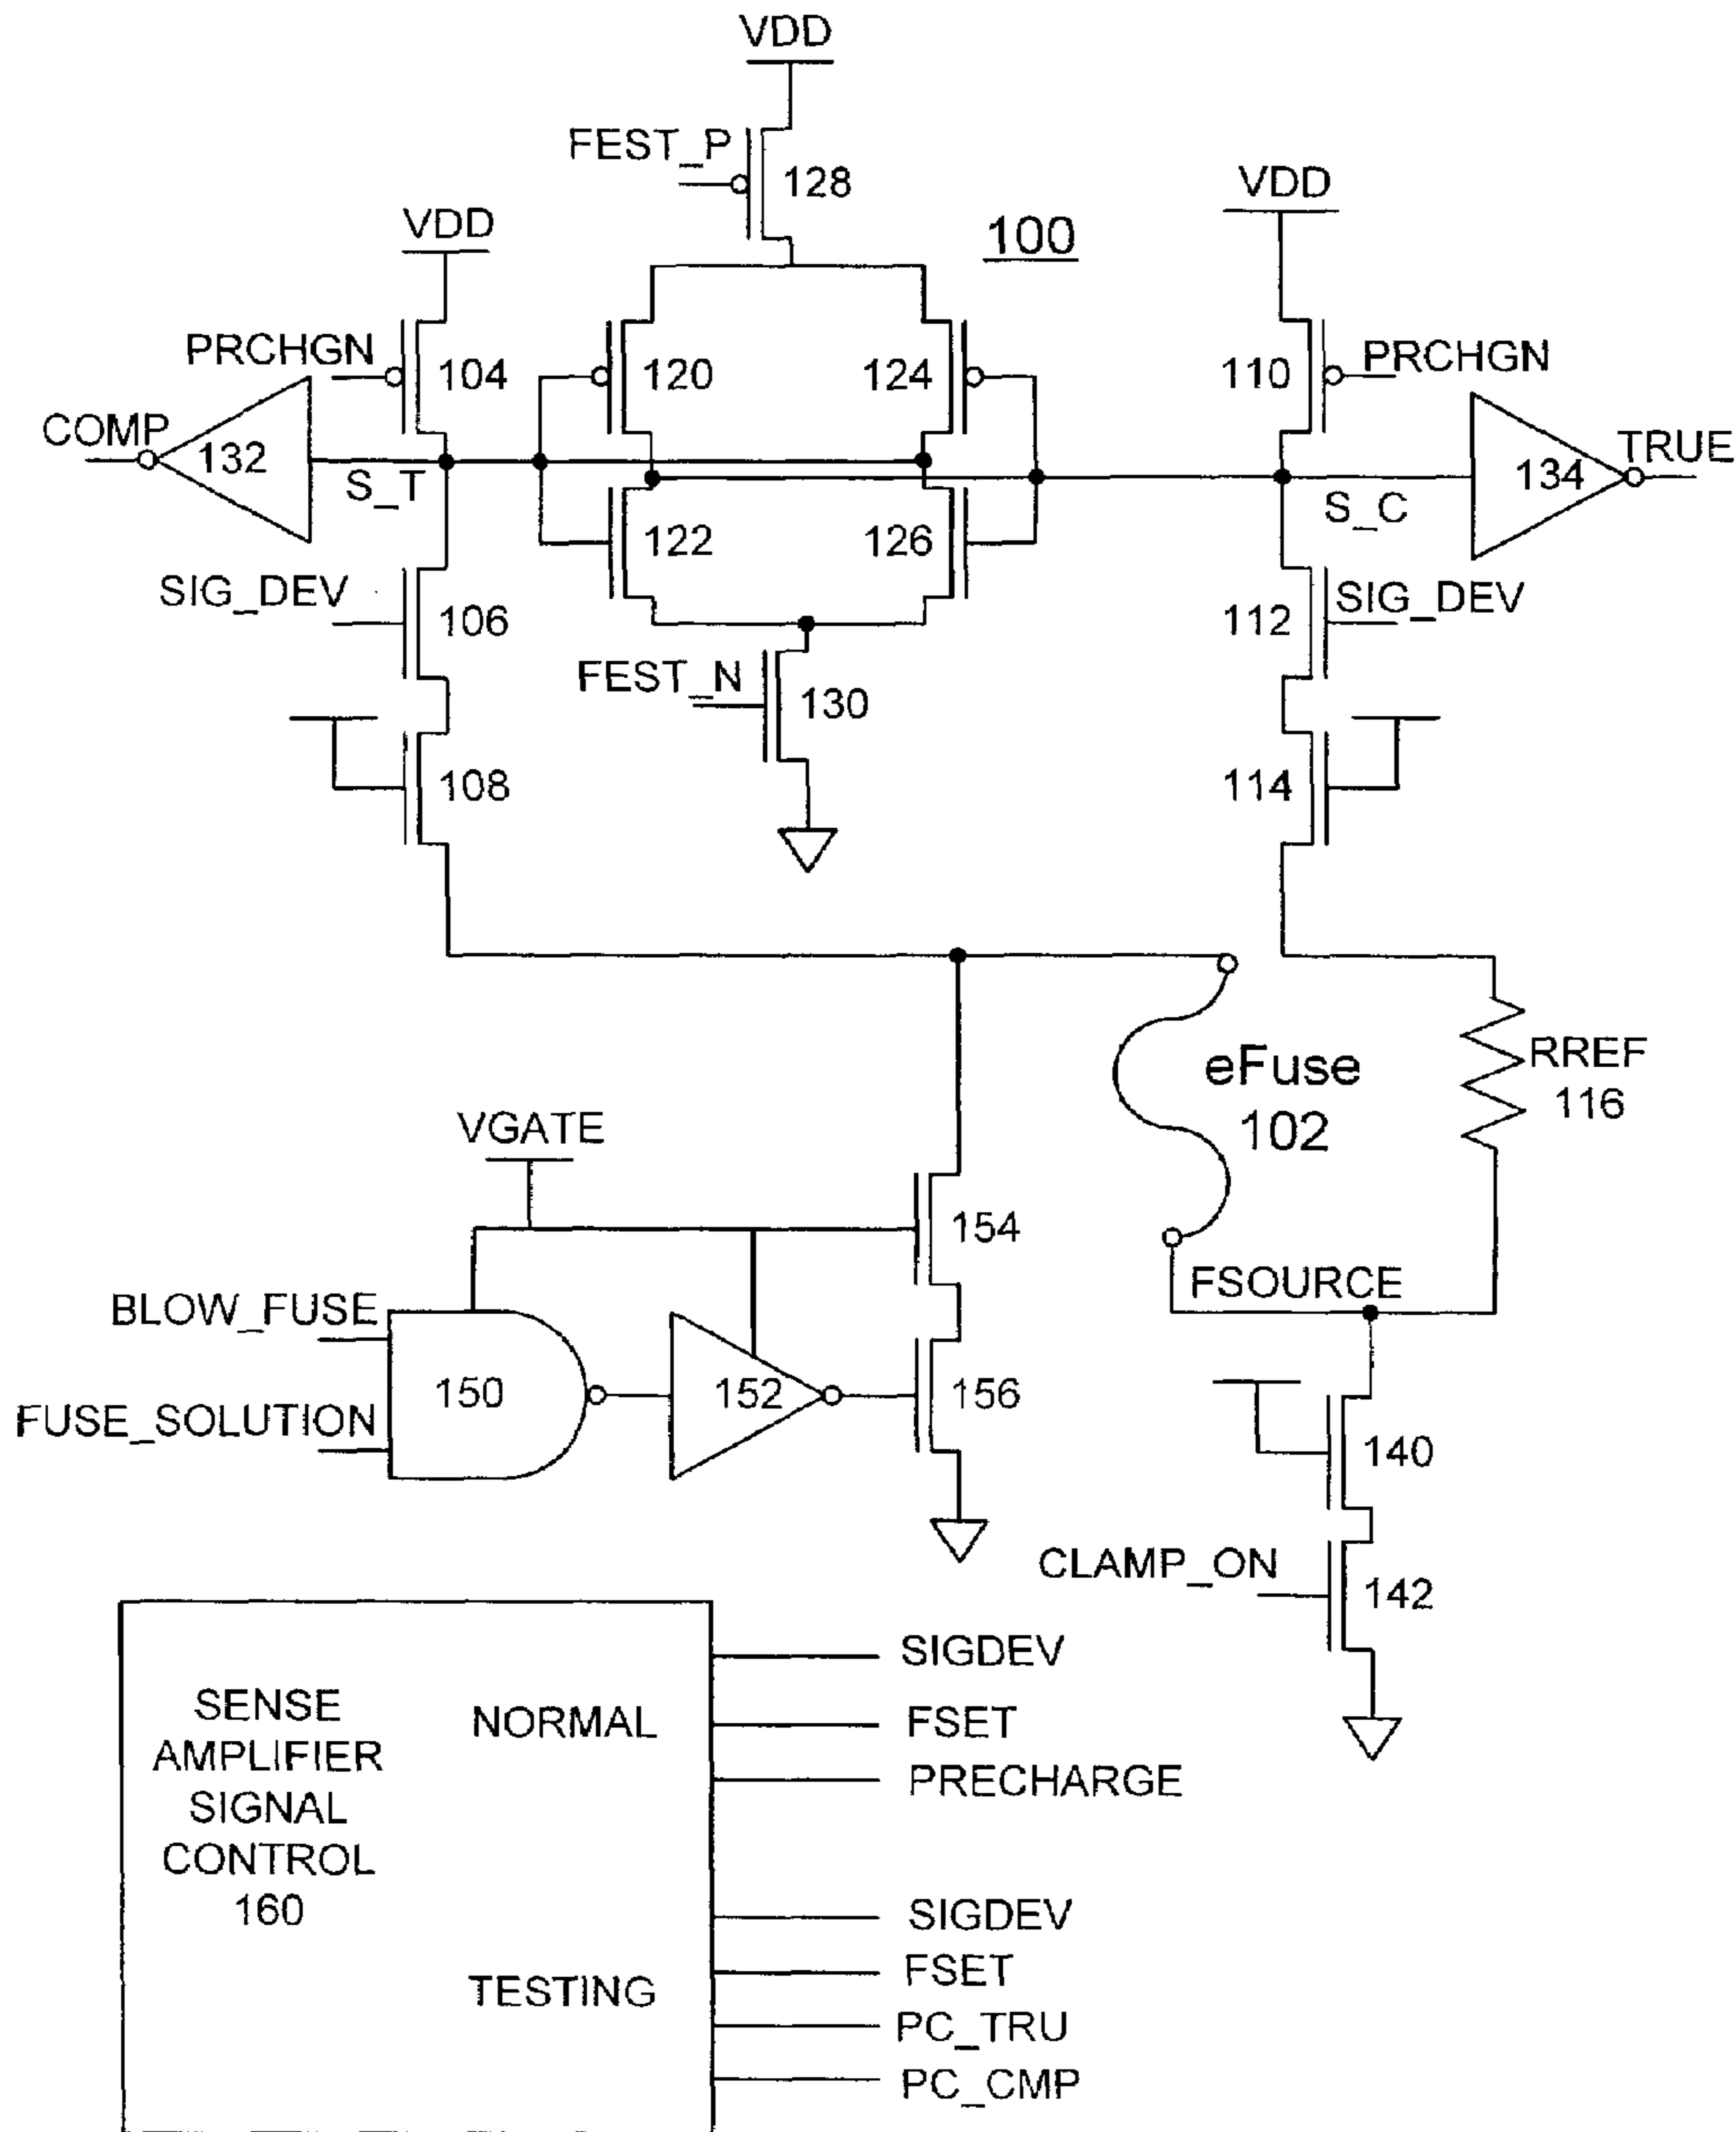 VDD
FEST_P
128
VDD
100
VDD
PRCHGN
104
120
124
110
PRCHGN
COMP
132
S_T
134
TRUE
S_C
122
126
SIG_DEV
106
112
SIG_DEV
FEST_N
130
108
114
eFuse
102
RREF
116
VGATE
154
FSOURCE
BLOW_FUSE
150
152
156
FUSE_SOLUTION
140
CLAMP_ON
142
SENSE
AMPLIFIER
SIGNAL
CONTROL
160
NORMAL
SIGDEV
FSET
PRECHARGE
TESTING
SIGDEV
FSET
PC_TRU
PC_CMP